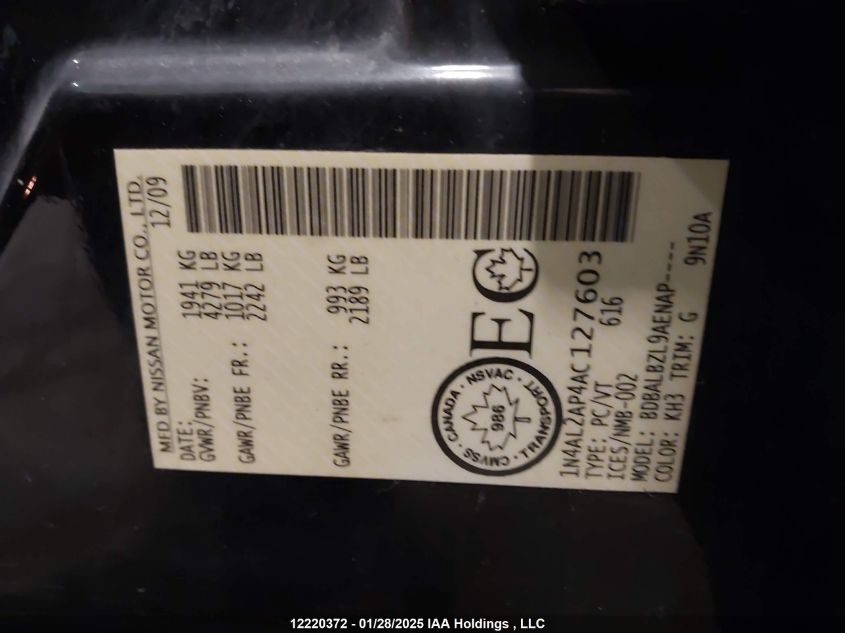 MFD BY NISSAN MOTOR CO., LTD.
DATE: 12/09
GVWR/PNBV: 1941 KG
4279 LB
GAWR/PNBE FR.: 1017 KG
2242 LB
GAWR/PNBE RR.: 993 KG
2189 LB
CANADA · NSVAC · TRANSPORT · CMVSS ·
986
EC
1N4AL2AP4AC127603
TYPE: PC/VT 616
ICES/NMB-002
MODEL: BDBALBZL9AENAP----
COLOR: KH3 TRIM: G 9N10A
12220372 - 01/28/2025 IAA Holdings , LLC